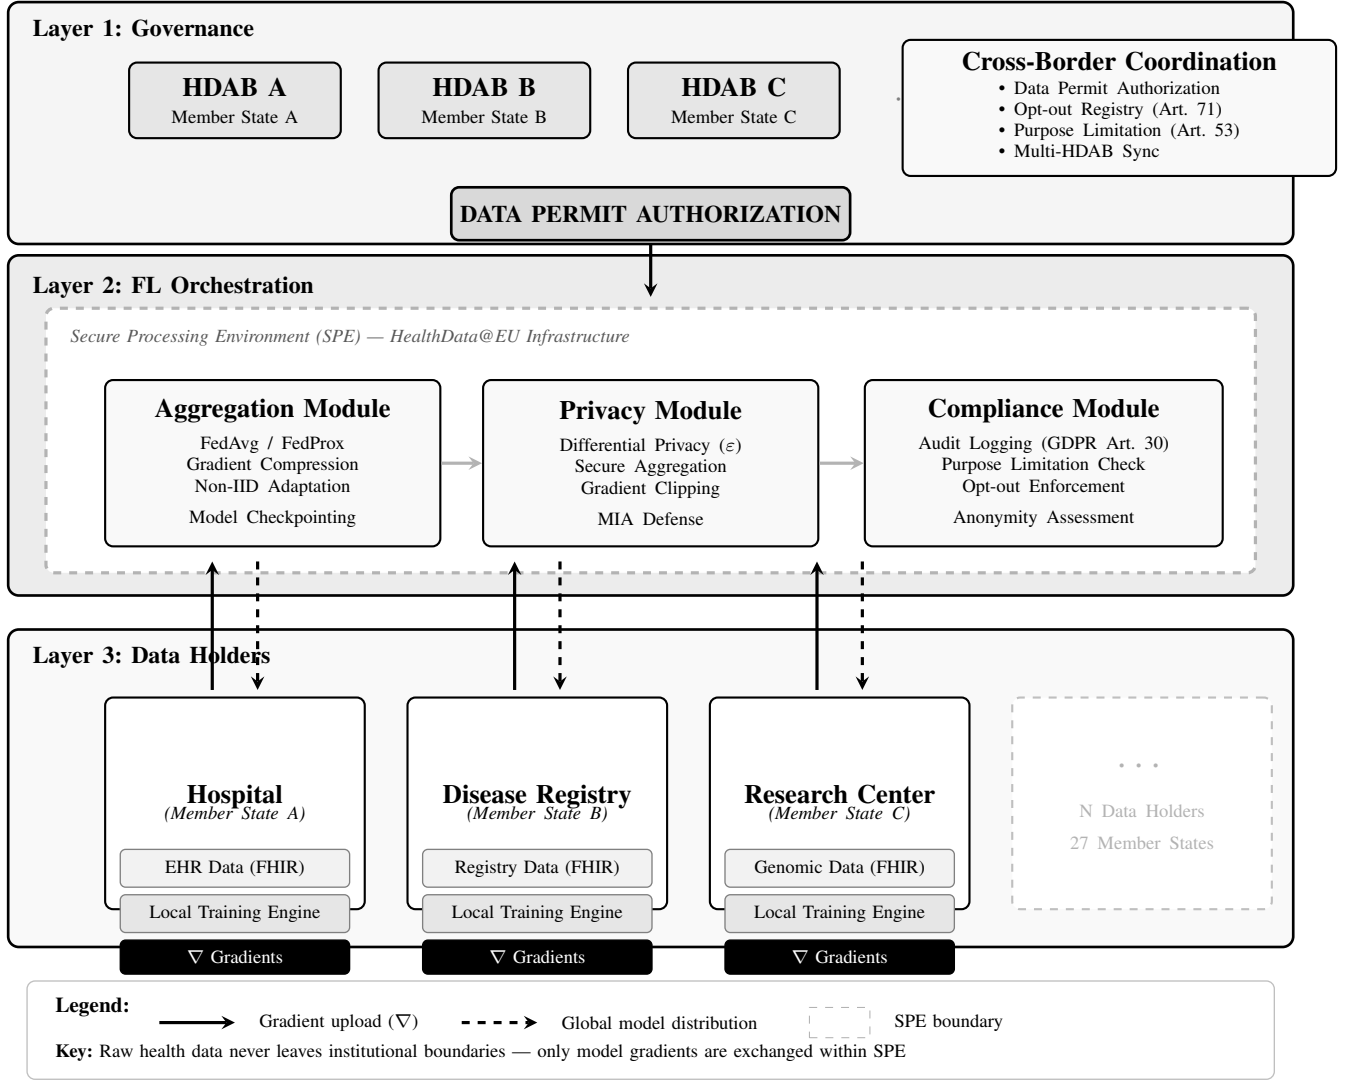 Layer 1: Governance
HDAB A
Member State A
HDAB B
Member State B
HDAB C
Member State C
Cross-Border Coordination
• Data Permit Authorization
• Opt-out Registry (Art. 71)
• Purpose Limitation (Art. 53)
• Multi-HDAB Sync
DATA PERMIT AUTHORIZATION
Layer 2: FL Orchestration
Secure Processing Environment (SPE) — HealthData@EU Infrastructure
Aggregation Module
FedAvg / FedProx
Gradient Compression
Non-IID Adaptation
Model Checkpointing
Privacy Module
Differential Privacy (ε)
Secure Aggregation
Gradient Clipping
MIA Defense
Compliance Module
Audit Logging (GDPR Art. 30)
Purpose Limitation Check
Opt-out Enforcement
Anonymity Assessment
Layer 3: Data Holders
Hospital
(Member State A)
EHR Data (FHIR)
Local Training Engine
∇ Gradients
Disease Registry
(Member State B)
Registry Data (FHIR)
Local Training Engine
∇ Gradients
Research Center
(Member State C)
Genomic Data (FHIR)
Local Training Engine
∇ Gradients
. . .
N Data Holders
27 Member States
Legend:
Gradient upload (∇)
Global model distribution
SPE boundary
Key: Raw health data never leaves institutional boundaries — only model gradients are exchanged within SPE